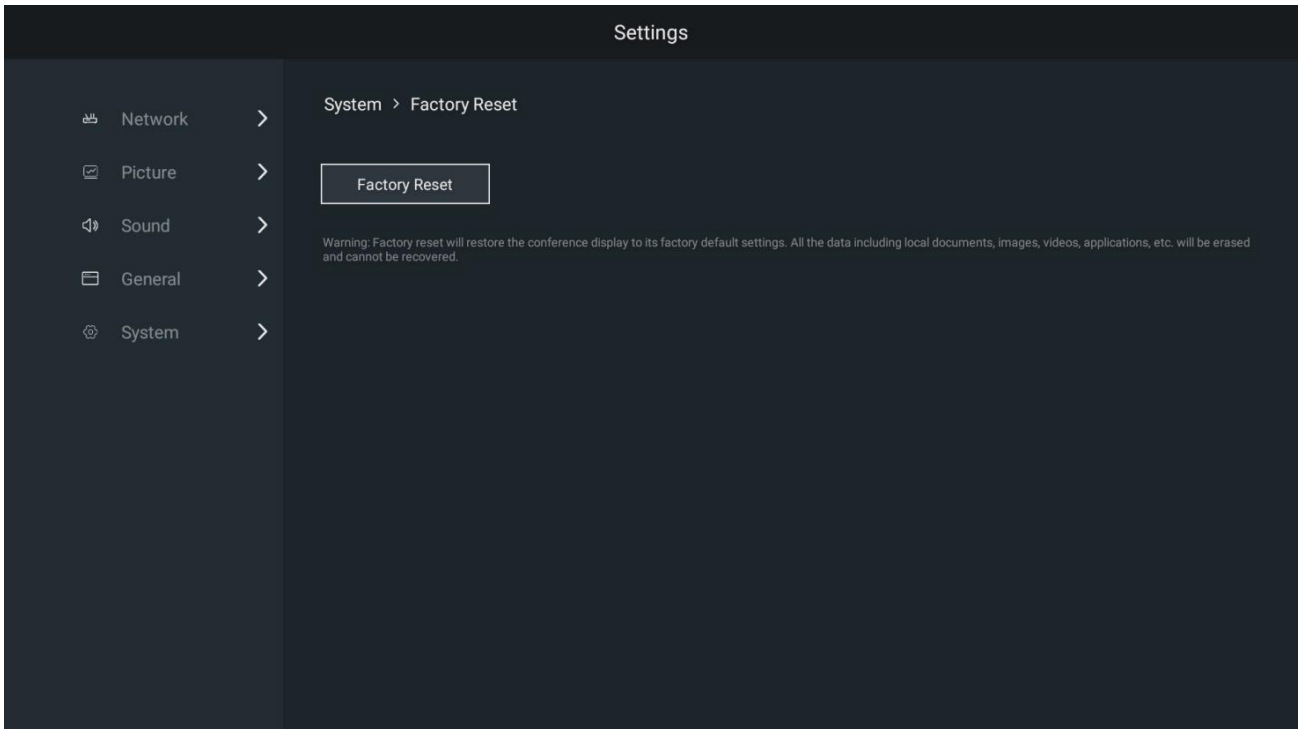 Settings
Network
Picture
Sound
General
System
System > Factory Reset
Factory Reset
Warning: Factory reset will restore the conference display to its factory default settings. All the data including local documents, images, videos, applications, etc. will be erased
and cannot be recovered.